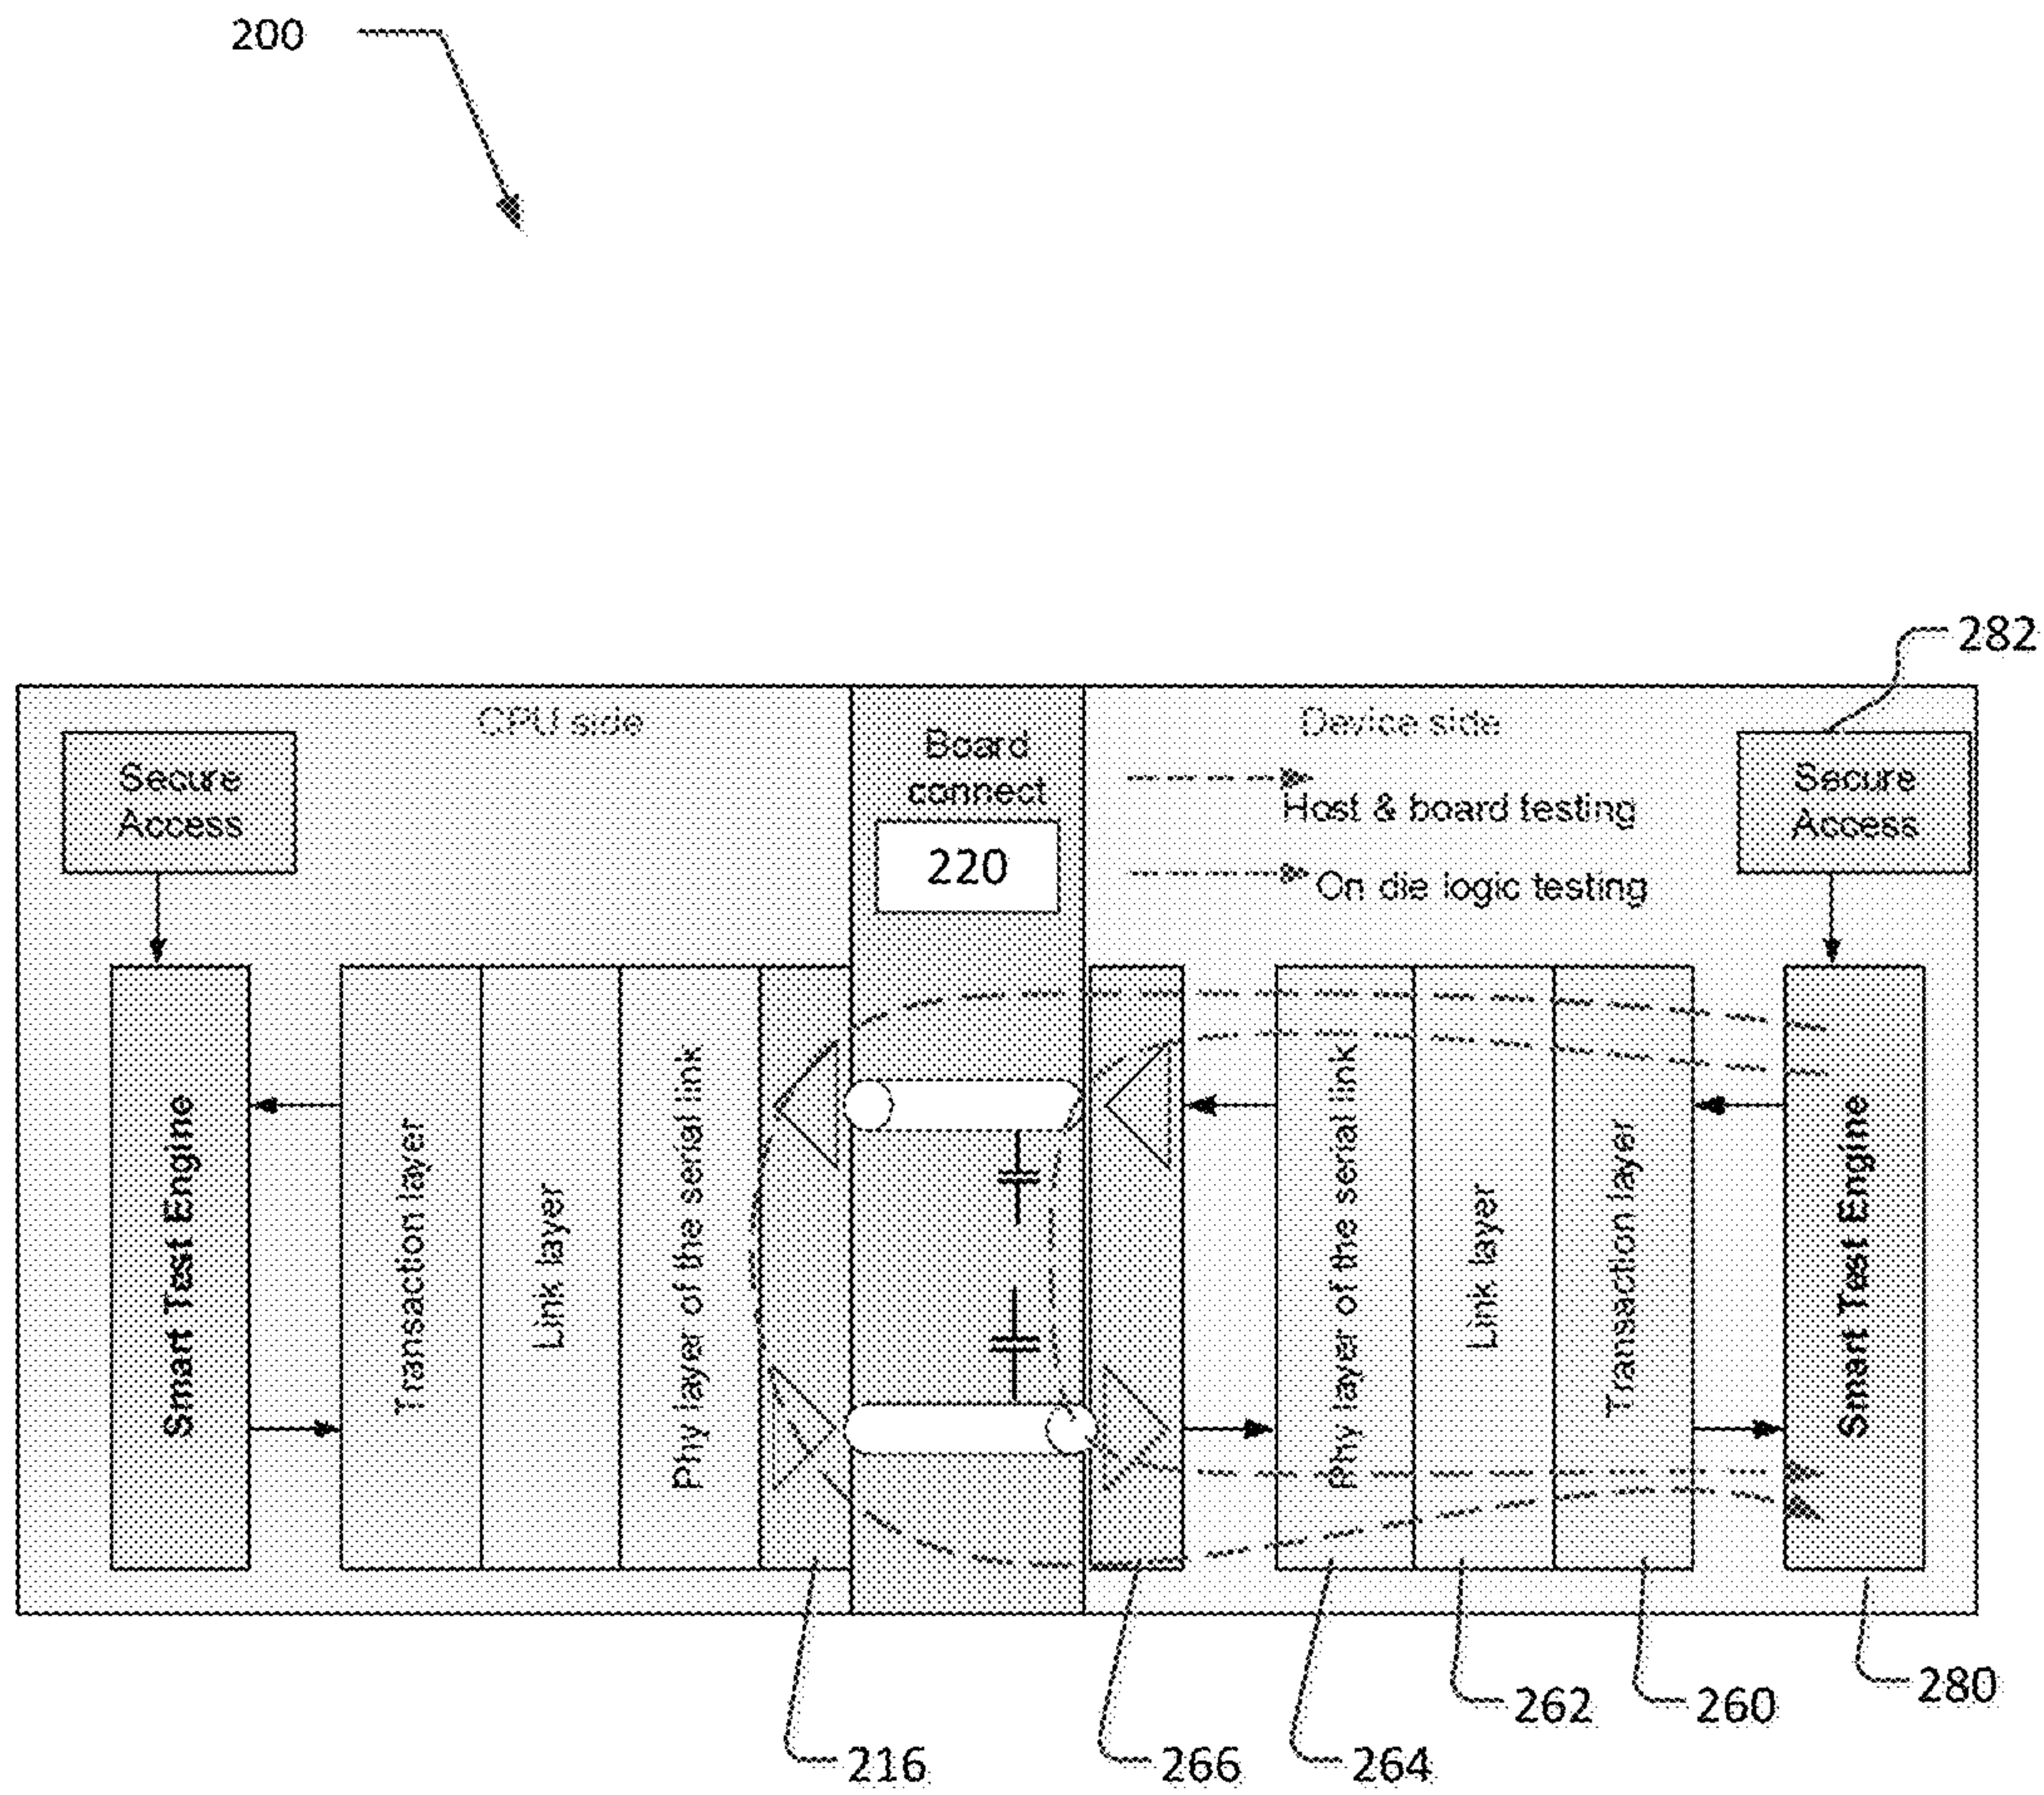 200
282
CPU side
Board
connect
Device side
Secure
Access
Secure
Access
Host & board testing
220
On die logic testing
Smart Test Engine
Transaction layer
Link layer
Phy layer of the serial link
Phy layer of the serial link
Link layer
Transaction layer
Smart Test Engine
216
266
264
262
260
280